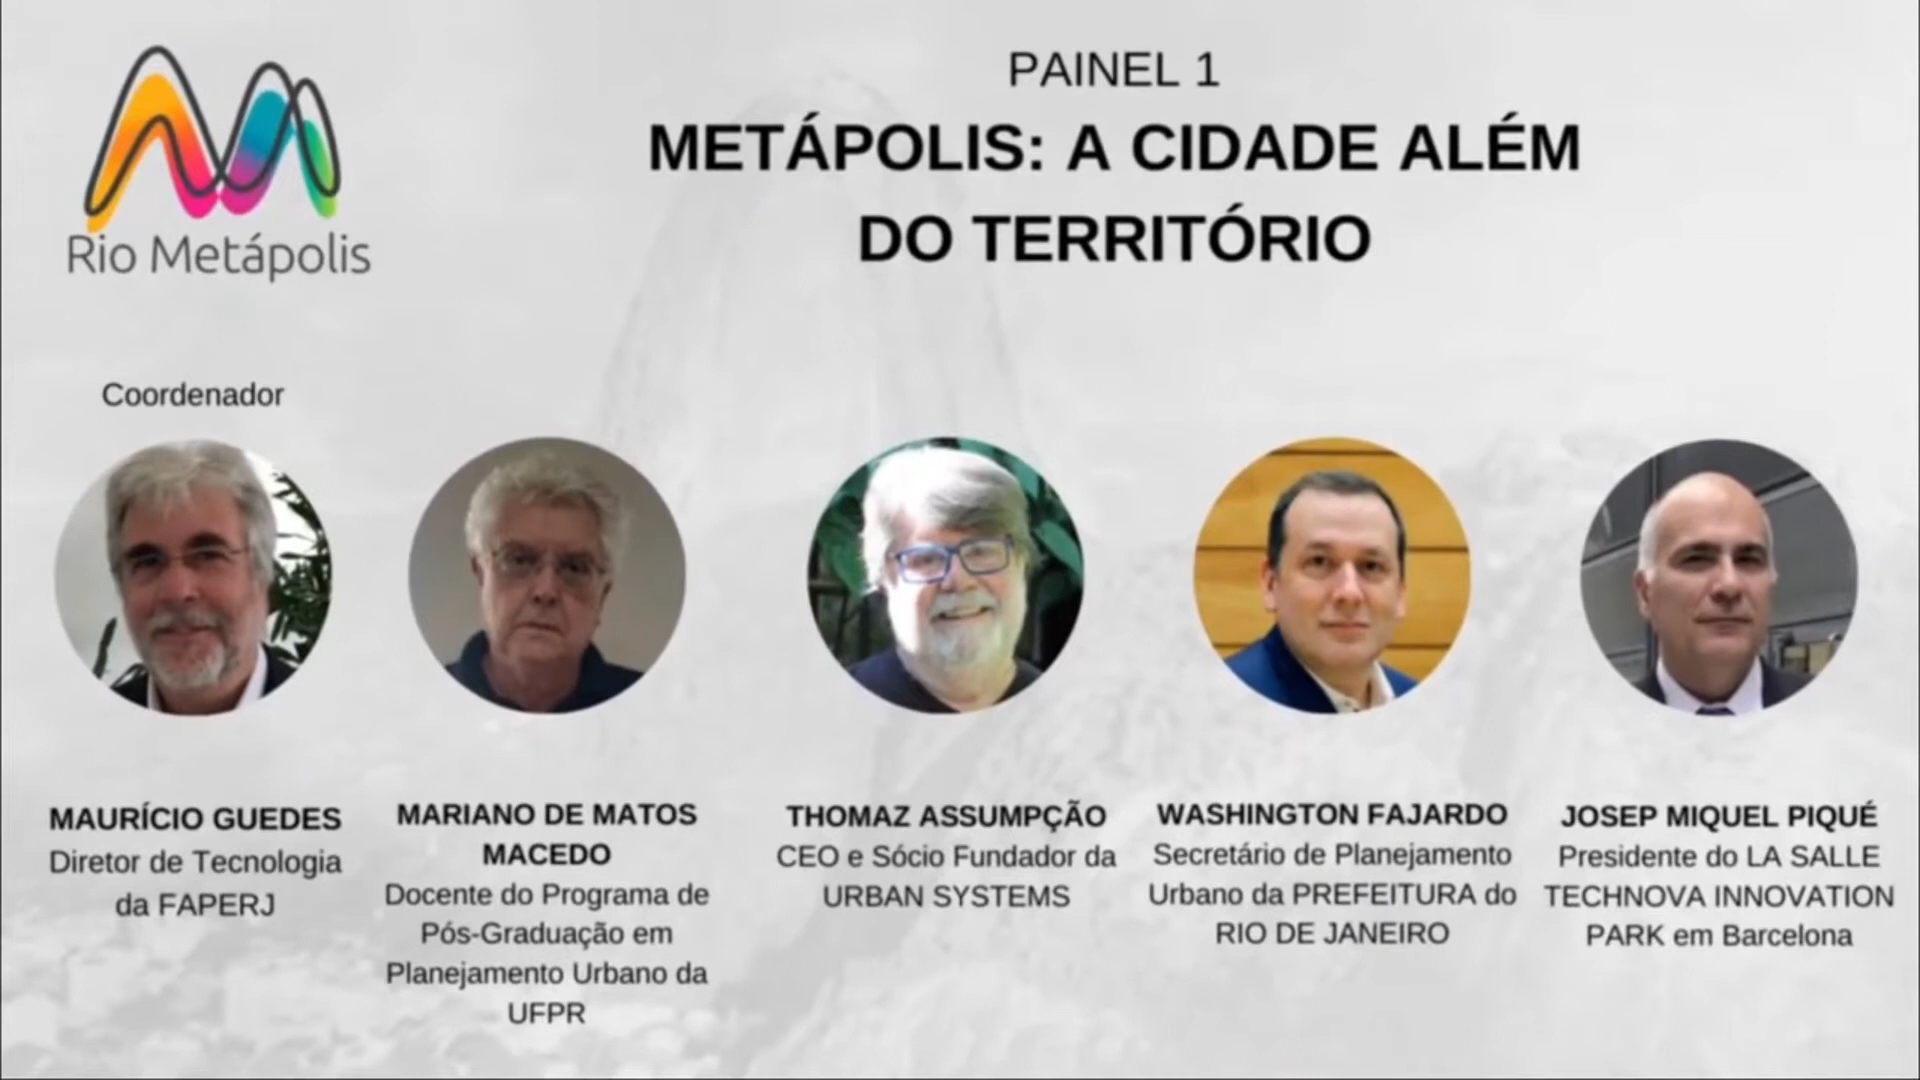 Rio Metápolis
PAINEL 1
METÁPOLIS: A CIDADE ALÉM
DO TERRITÓRIO
Coordenador
MAURÍCIO GUEDES
Diretor de Tecnologia
da FAPERJ
MARIANO DE MATOS
MACEDO
Docente do Programa de
Pós-Graduação em
Planejamento Urbano da
UFPR
THOMAZ ASSUMPÇÃO
CEO e Sócio Fundador da
URBAN SYSTEMS
WASHINGTON FAJARDO
Secretário de Planejamento
Urbano da PREFEITURA do
RIO DE JANEIRO
JOSEP MIQUEL PIQUÉ
Presidente do LA SALLE
TECHNOVA INNOVATION
PARK em Barcelona